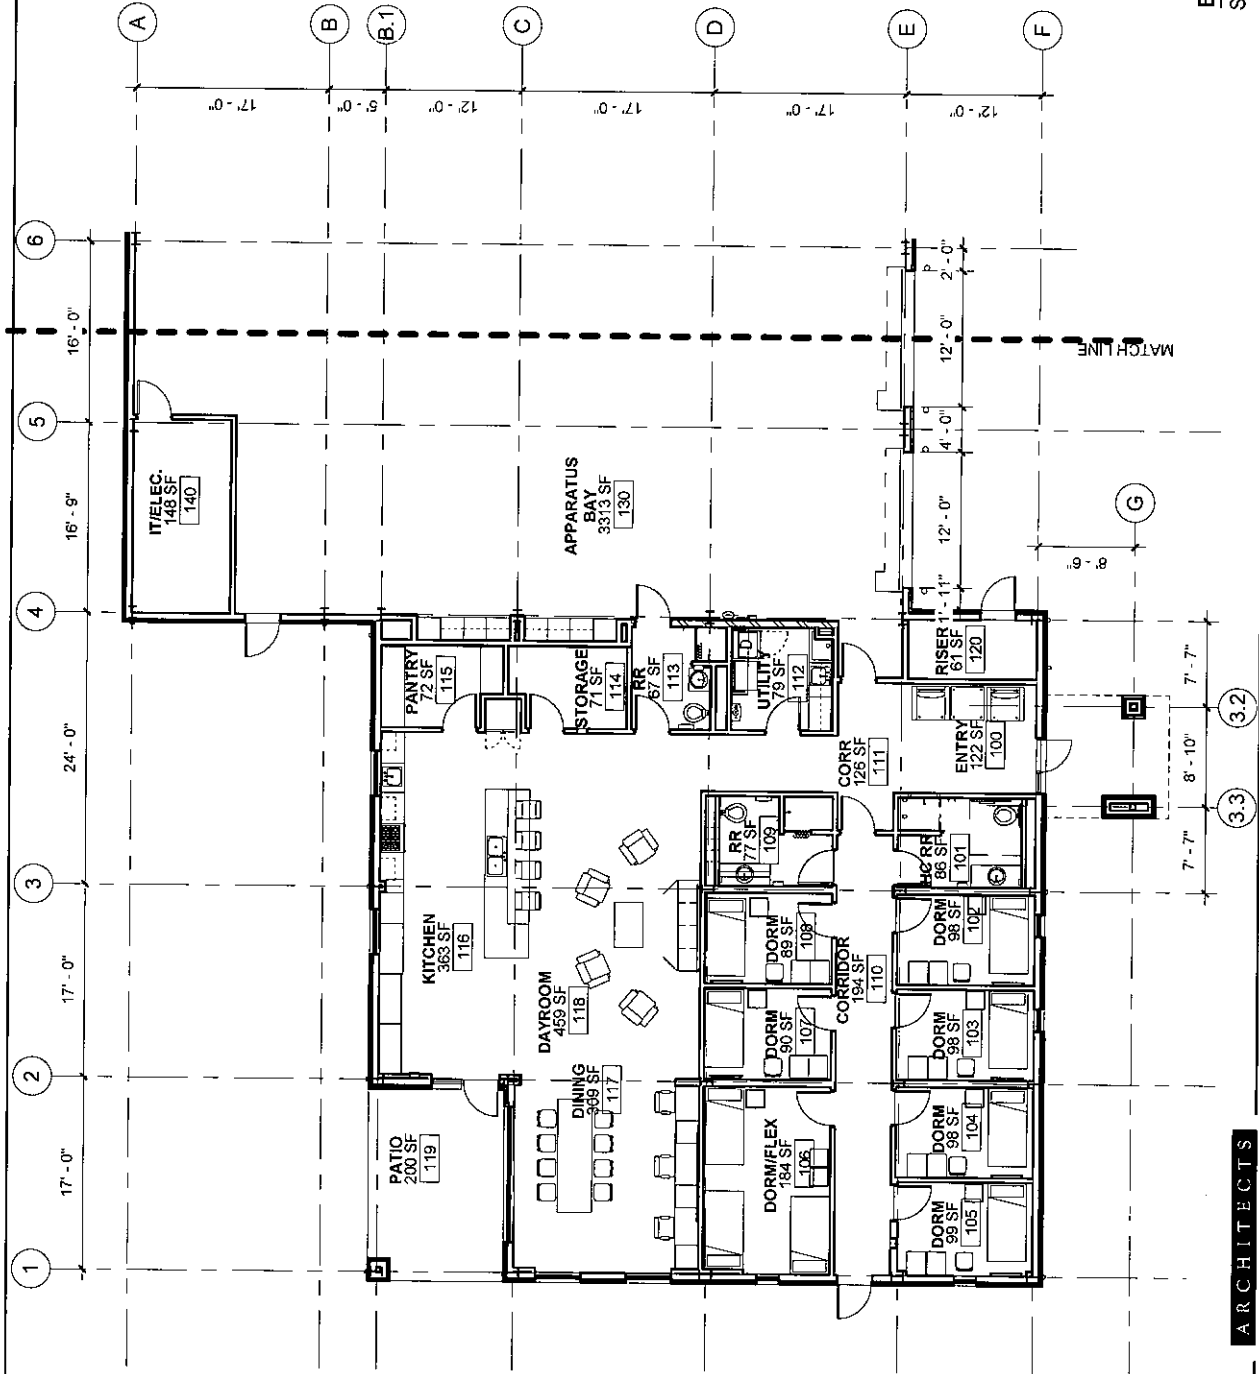 A
B
B.1
C
D
E
F
17' - 0"
5' - 0"
12' - 0"
17' - 0"
17' - 0"
12' - 0"
6
5
4
3
2
1
16' - 0"
16' - 9"
24' - 0"
17' - 0"
17' - 0"
MATCH LINE
2' - 0"
12' - 0"
4' - 0"
12' - 0"
1' - 11"
G
8' - 6"
3.2
3.3
7' - 7"
8' - 10"
7' - 7"
IT/ELEC.
148 SF
140
APPARATUS
BAY
3313 SF
130
PANTRY
72 SF
115
STORAGE
71 SF
114
RR
67 SF
113
UTILIT
79 SF
112
RISER
61 SF
120
ENTRY
122 SF
100
CORR
126 SF
111
KITCHEN
363 SF
116
RR
77 SF
109
HC RR
86 SF
101
DAYROOM
459 SF
118
DORM
89 SF
108
CORRIDOR
194 SF
110
DORM
98 SF
102
DORM
90 SF
107
DORM
98 SF
103
DINING
369 SF
117
PATIO
200 SF
119
DORM/FLEX
184 SF
106
DORM
98 SF
104
DORM
99 SF
105
ARCHITECTS